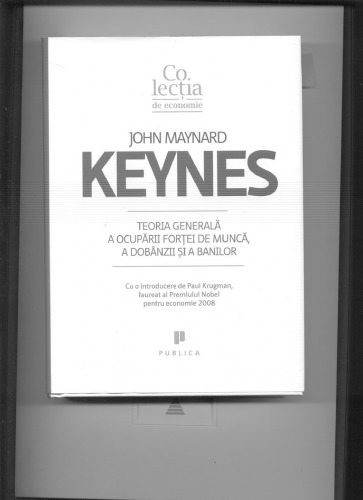 Co.
lecția
de economie
JOHN MAYNARD
KEYNES
TEORIA GENERALĂ
A OCUPĂRII FORȚEI DE MUNCĂ,
A DOBÂNZII ȘI A BANILOR
Cu o introducere de Paul Krugman,
laureat al Premiului Nobel
pentru economie 2008
P
PUBLICA